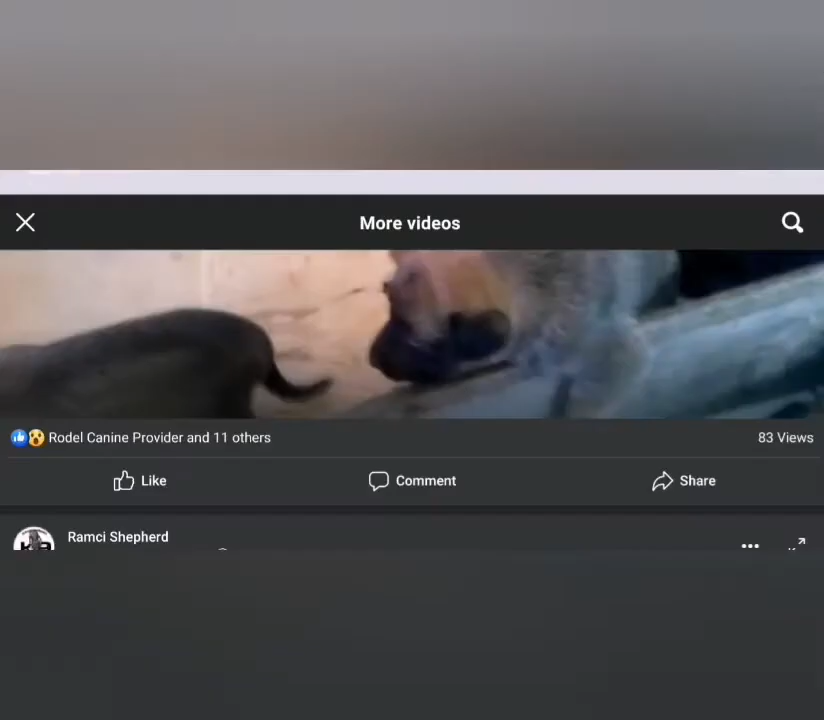 More videos
Rodel Canine Provider and 11 others
83 Views
Like
Comment
Share
Ramci Shepherd